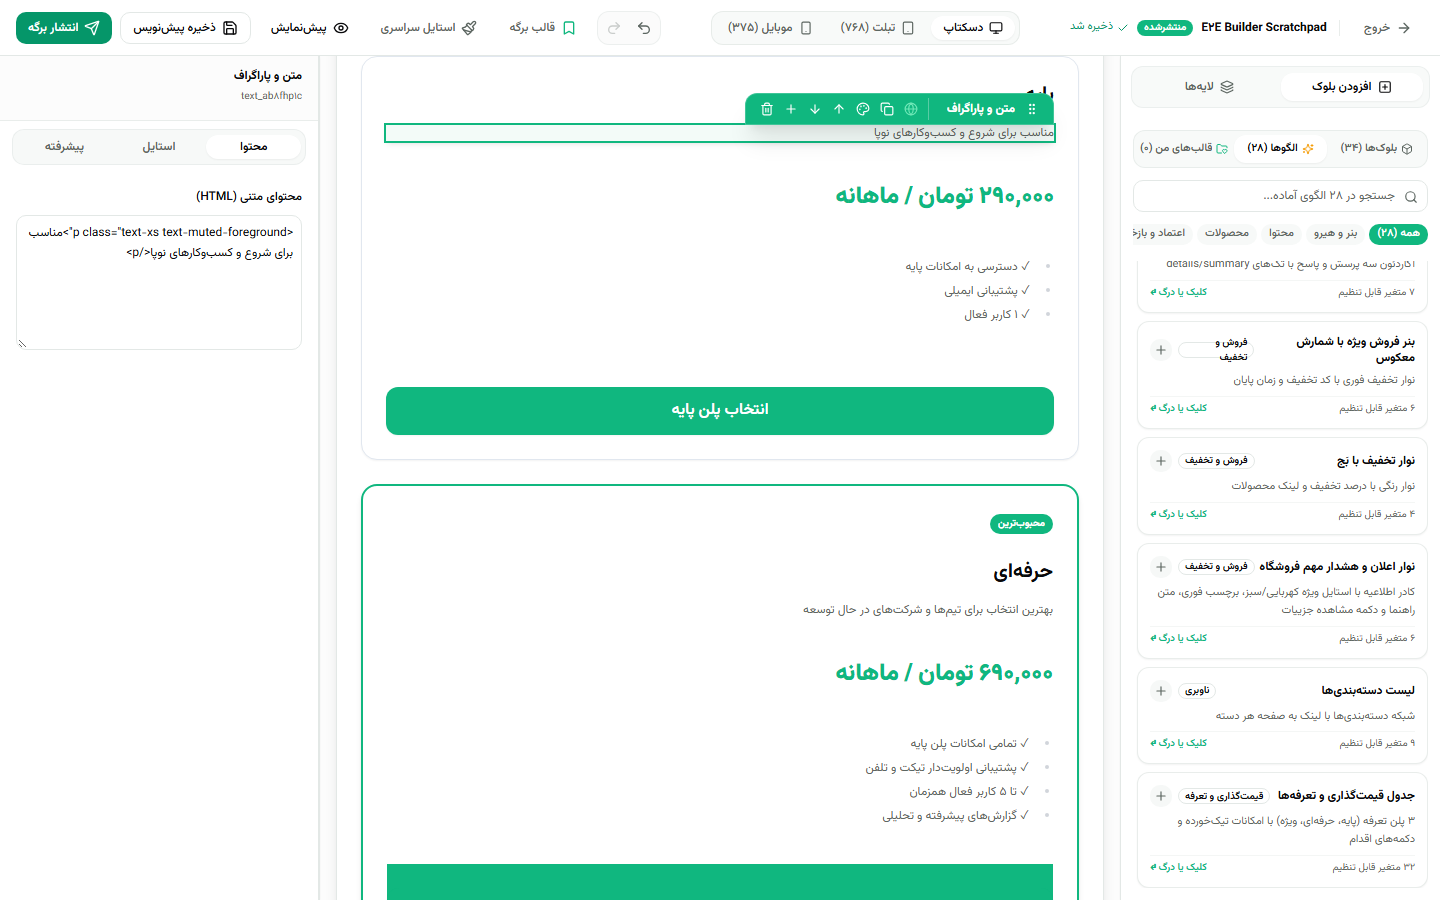 خروج
E2E Builder Scratchpad
منتشرشده
ذخیره شد
دسکتاپ
تبلت (۷۶۸)
موبایل (۳۷۵)
قالب برگه
استایل سراسری
پیش‌نمایش
ذخیره پیش‌نویس
انتشار برگه
افزودن بلوک
لایه‌ها
بلوک‌ها (۳۴)
الگوها (۲۸)
قالب‌های من (۰)
جستجو در ۲۸ الگوی آماده...
همه (۲۸)
بنر و هیرو
محتوا
محصولات
اعتماد و بازخ
آکاردئون سه پرسش و پاسخ با تگ‌های details/summary
۷ متغیر قابل تنظیم
کلیک یا درگ
بنر فروش ویژه با شمارش معکوس
فروش و تخفیف
نوار تخفیف فوری با کد تخفیف و زمان پایان
۶ متغیر قابل تنظیم
کلیک یا درگ
نوار تخفیف با بَج
فروش و تخفیف
نوار رنگی با درصد تخفیف و لینک محصولات
۴ متغیر قابل تنظیم
کلیک یا درگ
نوار اعلان و هشدار مهم فروشگاه
فروش و تخفیف
کادر اطلاعیه با استایل ویژه کهربایی/سبز، برچسب فوری، متن
راهنما و دکمه مشاهده جزییات
۶ متغیر قابل تنظیم
کلیک یا درگ
لیست دسته‌بندی‌ها
ناوبری
شبکه دسته‌بندی‌ها با لینک به صفحه هر دسته
۹ متغیر قابل تنظیم
کلیک یا درگ
جدول قیمت‌گذاری و تعرفه‌ها
قیمت‌گذاری و تعرفه
۳ پلن تعرفه (پایه، حرفه‌ای، ویژه) با امکانات تیک‌خورده و
دکمه‌های اقدام
۳۲ متغیر قابل تنظیم
کلیک یا درگ
پایه
متن و پاراگراف
مناسب برای شروع و کسب‌وکارهای نوپا
۲۹۰,۰۰۰ تومان / ماهانه
✓ دسترسی به امکانات پایه
✓ پشتیبانی ایمیلی
✓ ۱ کاربر فعال
انتخاب پلن پایه
محبوب‌ترین
حرفه‌ای
بهترین انتخاب برای تیم‌ها و شرکت‌های در حال توسعه
۶۹۰,۰۰۰ تومان / ماهانه
✓ تمامی امکانات پلن پایه
✓ پشتیبانی اولویت‌دار تیکت و تلفن
✓ تا ۵ کاربر فعال همزمان
✓ گزارش‌های پیشرفته و تحلیلی
متن و پاراگراف
text_ab8fhp1c
محتوا
استایل
پیشرفته
محتوای متنی (HTML)
<p class="text-xs text-muted-foreground">مناسب
برای شروع و کسب‌وکارهای نوپا</p>